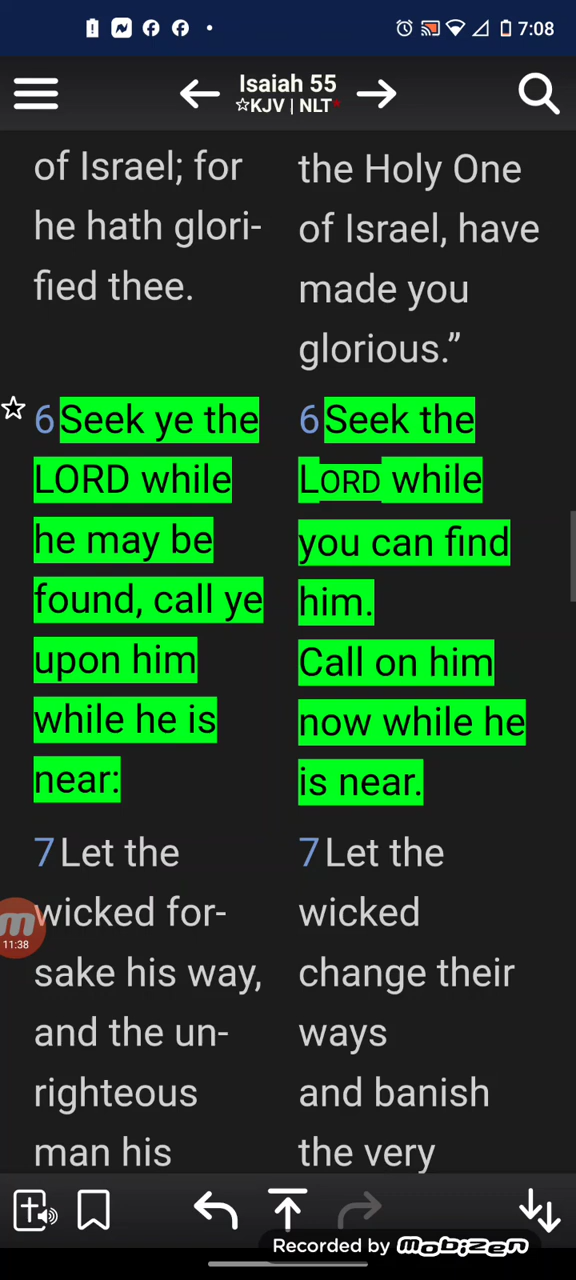 7:08
Isaiah 55
☆KJV | NLT*
of Israel; for
he hath glori-
fied thee.
the Holy One
of Israel, have
made you
glorious.”
6 Seek ye the
LORD while
he may be
found, call ye
upon him
while he is
near:
6 Seek the
LORD while
you can find
him.
Call on him
now while he
is near.
7 Let the
wicked for-
sake his way,
and the un-
righteous
man his
7 Let the
wicked
change their
ways
and banish
the very
11:38
Recorded by mobizen